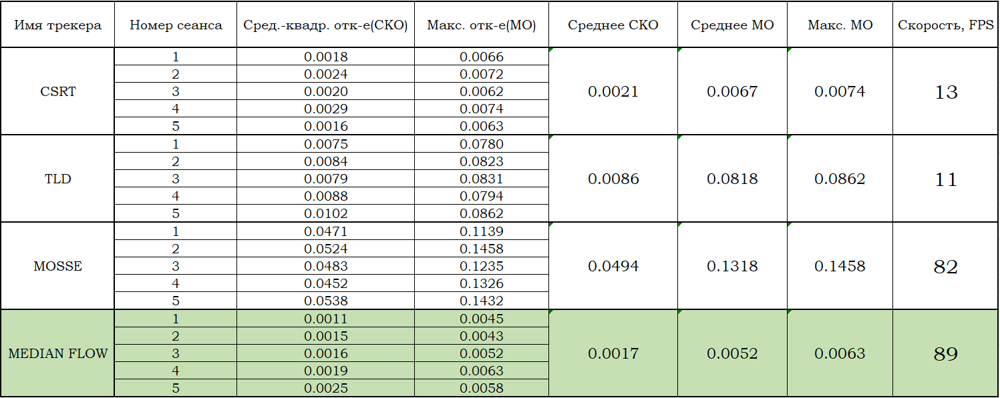 Имя трекера Номер сеанса Сред.-квадр. отк-е(СКО) Макс. отк-е(МО) Среднее СКО Среднее МО Макс. МО Скорость, FPS
CSRT
1 0.0018 0.0066
2 0.0024 0.0072
3 0.0020 0.0062
4 0.0029 0.0074
5 0.0016 0.0063
0.0021 0.0067 0.0074 13
TLD
1 0.0075 0.0780
2 0.0084 0.0823
3 0.0079 0.0831
4 0.0088 0.0794
5 0.0102 0.0862
0.0086 0.0818 0.0862 11
MOSSE
1 0.0471 0.1139
2 0.0524 0.1458
3 0.0483 0.1235
4 0.0452 0.1326
5 0.0538 0.1432
0.0494 0.1318 0.1458 82
MEDIAN FLOW
1 0.0011 0.0045
2 0.0015 0.0043
3 0.0016 0.0052
4 0.0019 0.0063
5 0.0025 0.0058
0.0017 0.0052 0.0063 89